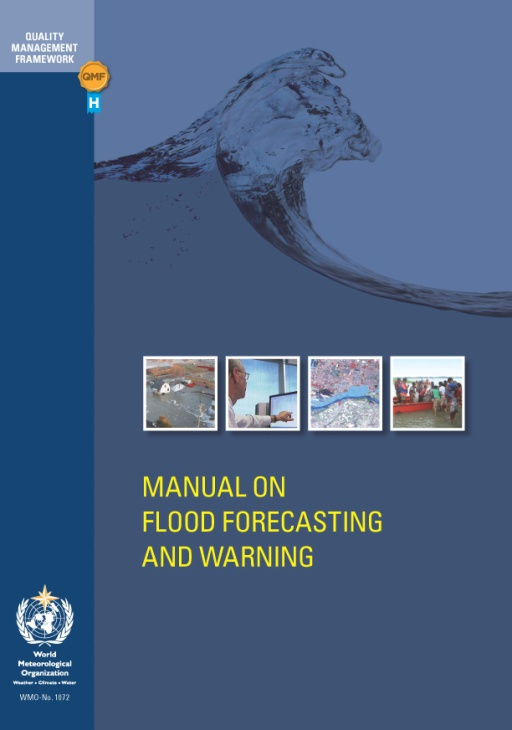 QUALITY
MANAGEMENT
FRAMEWORK
QMF
H
MANUAL ON
FLOOD FORECASTING
AND WARNING
World
Meteorological
Organization
Weather • Climate • Water
WMO-No. 1072